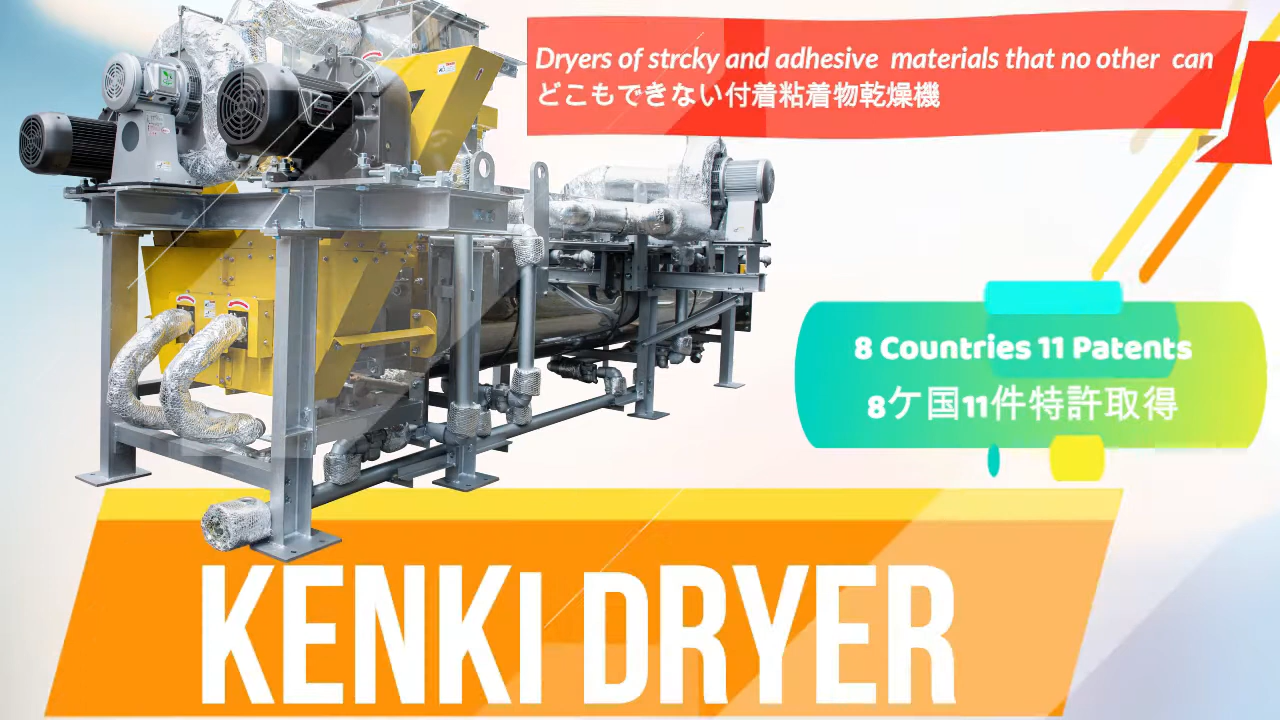 Dryers of strcky and adhesive materials that no other can
どこもできない付着粘着物乾燥機
8 Countries 11 Patents
8ケ国11件特許取得
KENKI DRYER